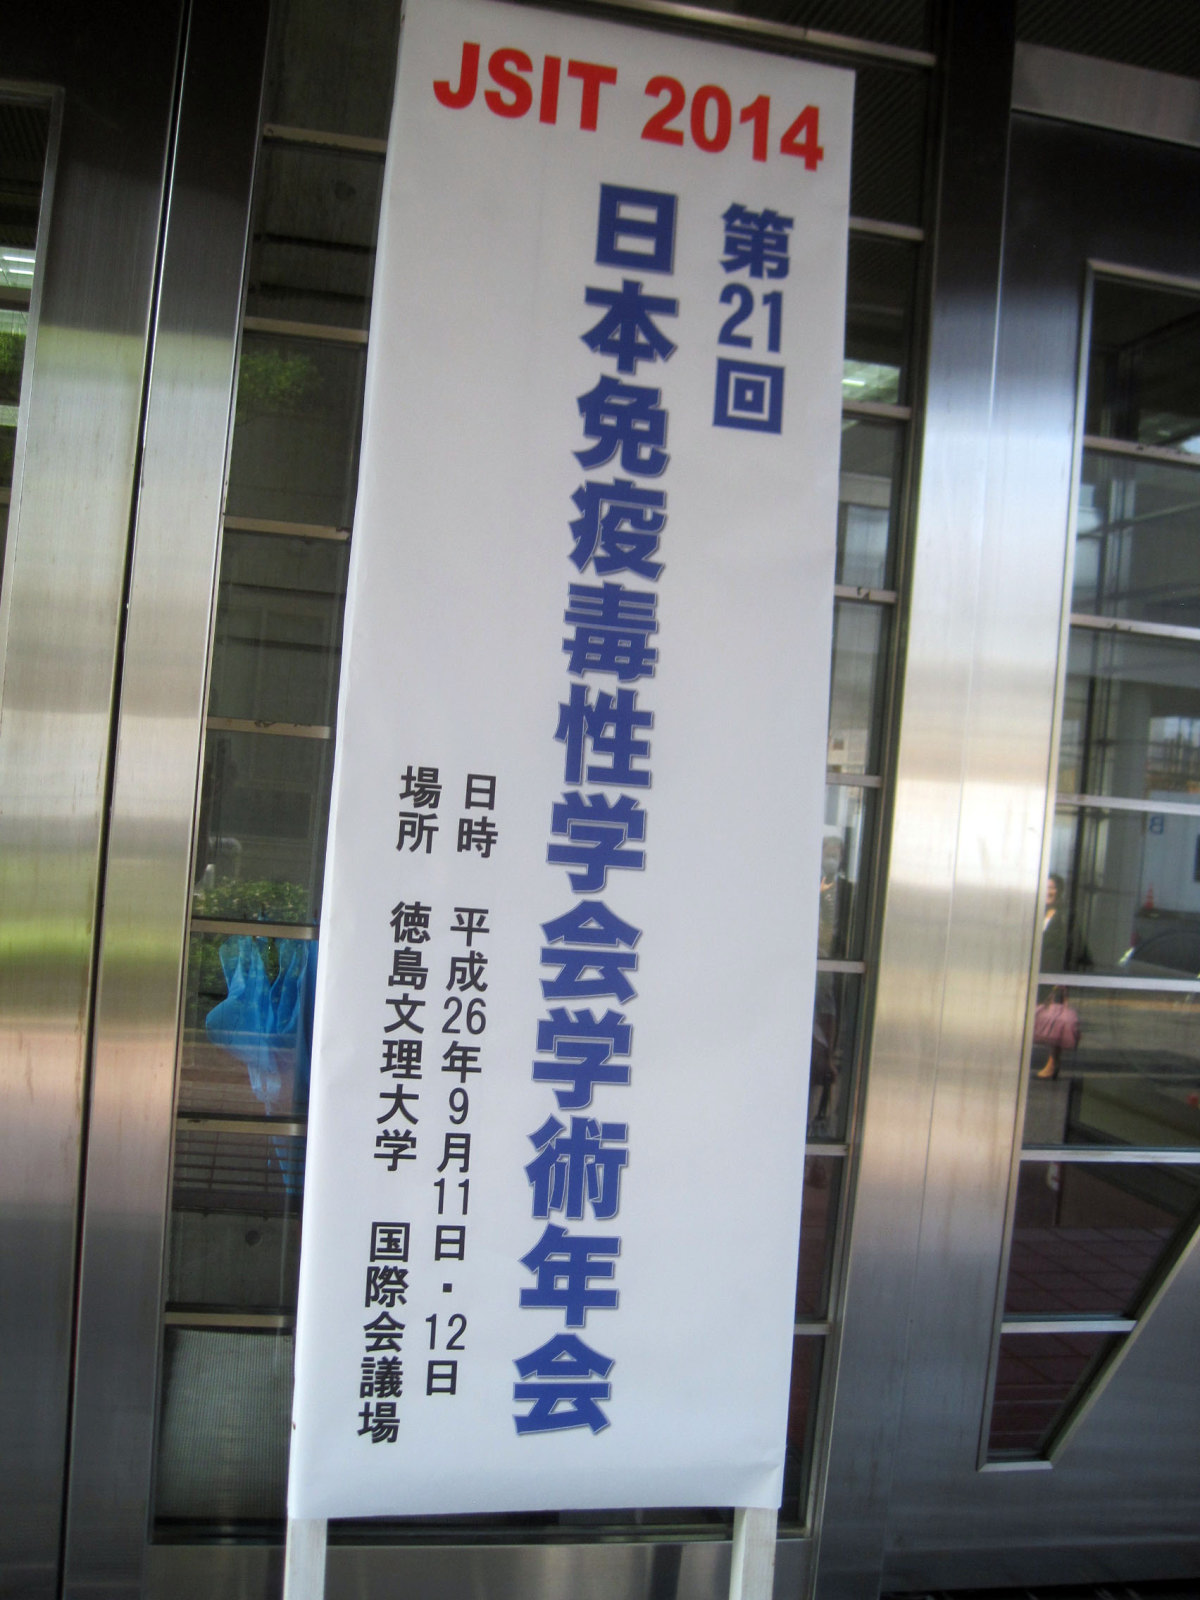 JSIT 2014
第21回
日本免疫毒性学会学術年会
日時 平成26年9月11日・12日
場所 徳島文理大学 国際会議場